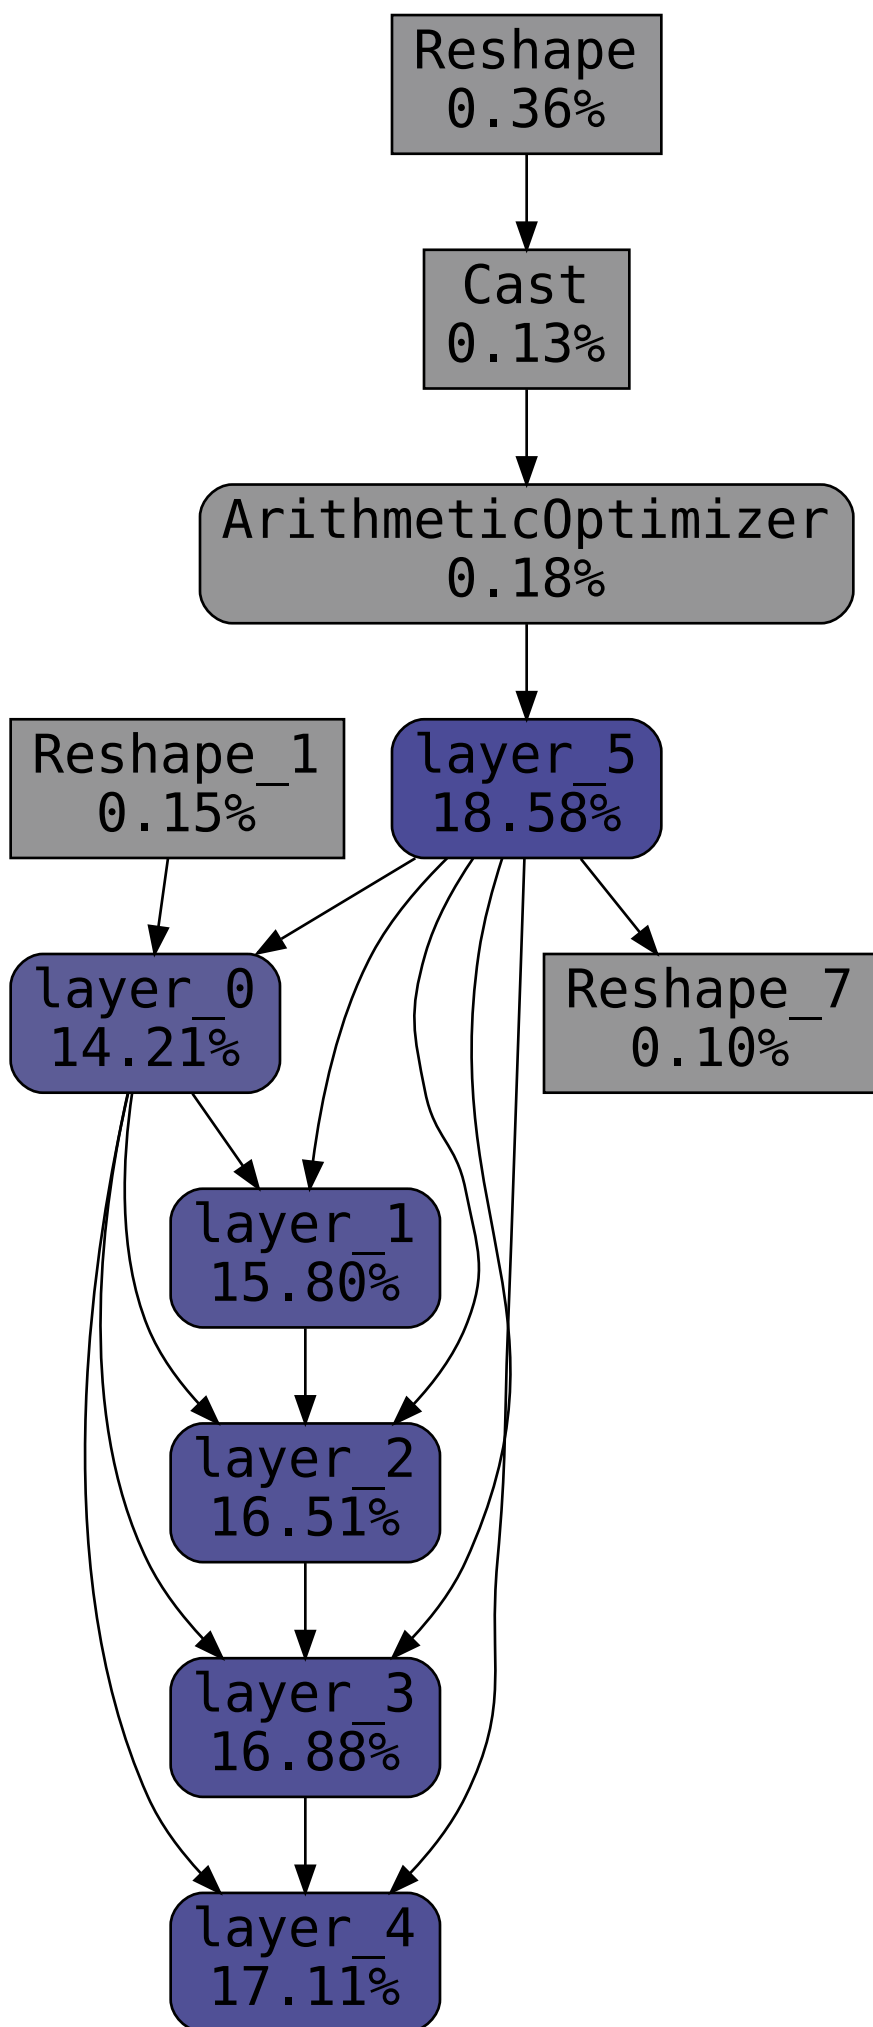 Reshape
0.36%
Cast
0.13%
ArithmeticOptimizer
0.18%
Reshape_1
0.15%
layer_5
18.58%
layer_0
14.21%
Reshape_7
0.10%
layer_1
15.80%
layer_2
16.51%
layer_3
16.88%
layer_4
17.11%